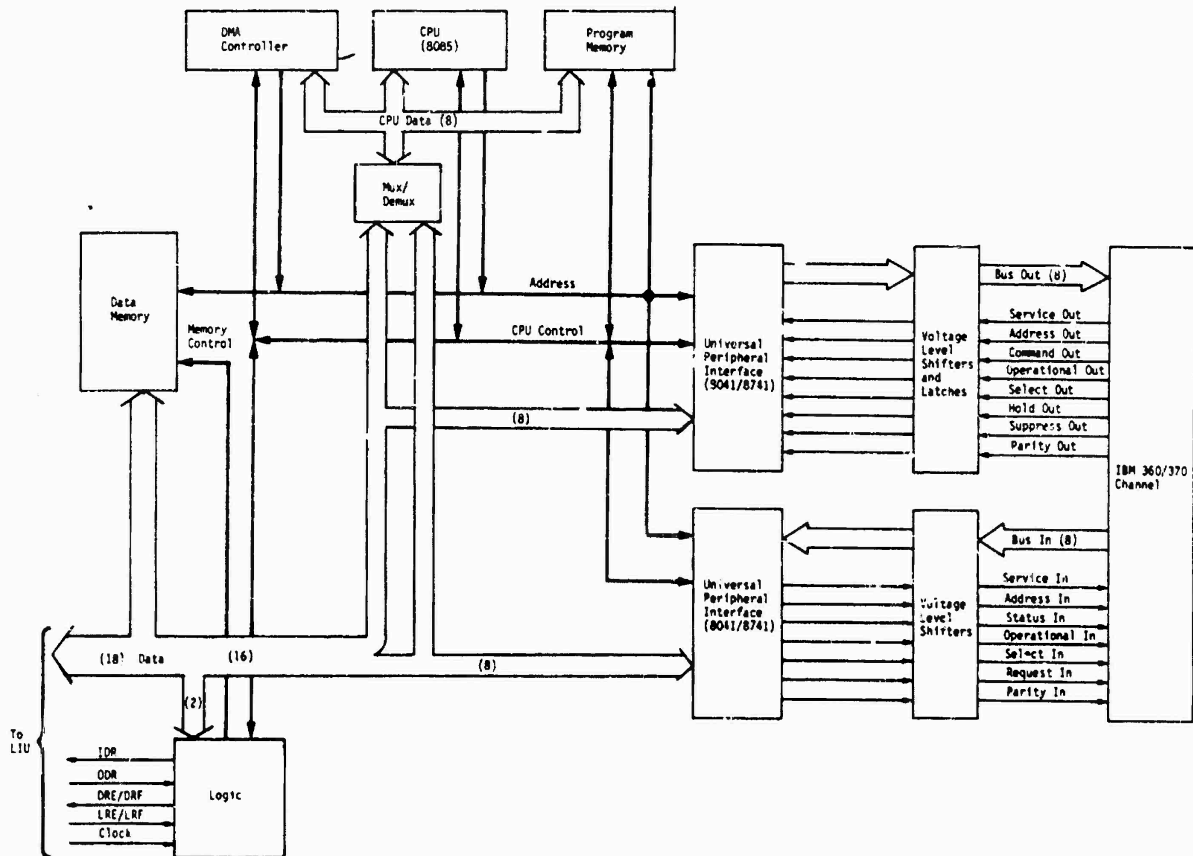 DMA
Controller
CPU
(8085)
Program
Memory
CPU Data (8)
Mux/
Demux
Data
Memory
Address
Memory
Control
CPU Control
(8)
Universal
Peripheral
Interface
(8041/8741)
Voltage
Level
Shifters
and
Latches
Bus Out (8)
Service Out
Address Out
Command Out
Operational Out
Select Out
Hold Out
Suppress Out
Parity Out
IBM 360/370
Channel
Universal
Peripheral
Interface
(8041/8741)
Voltage
Level
Shifters
Bus In (8)
Service In
Address In
Status In
Operational In
Select In
Request In
Parity In
(18) Data
(16)
(8)
(2)
To
LIU
IDR
ODR
DRE/DRF
LRE/LRF
Clock
Logic